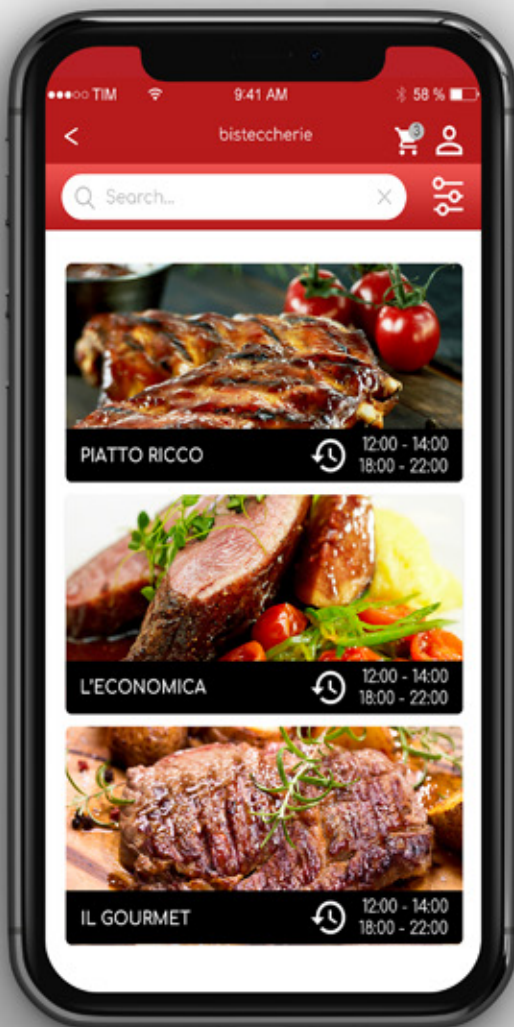 TIM
9:41 AM
58 %
bisteccherie
3
Search...
PIATTO RICCO
12:00 - 14:00
18:00 - 22:00
L'ECONOMICA
12:00 - 14:00
18:00 - 22:00
IL GOURMET
12:00 - 14:00
18:00 - 22:00